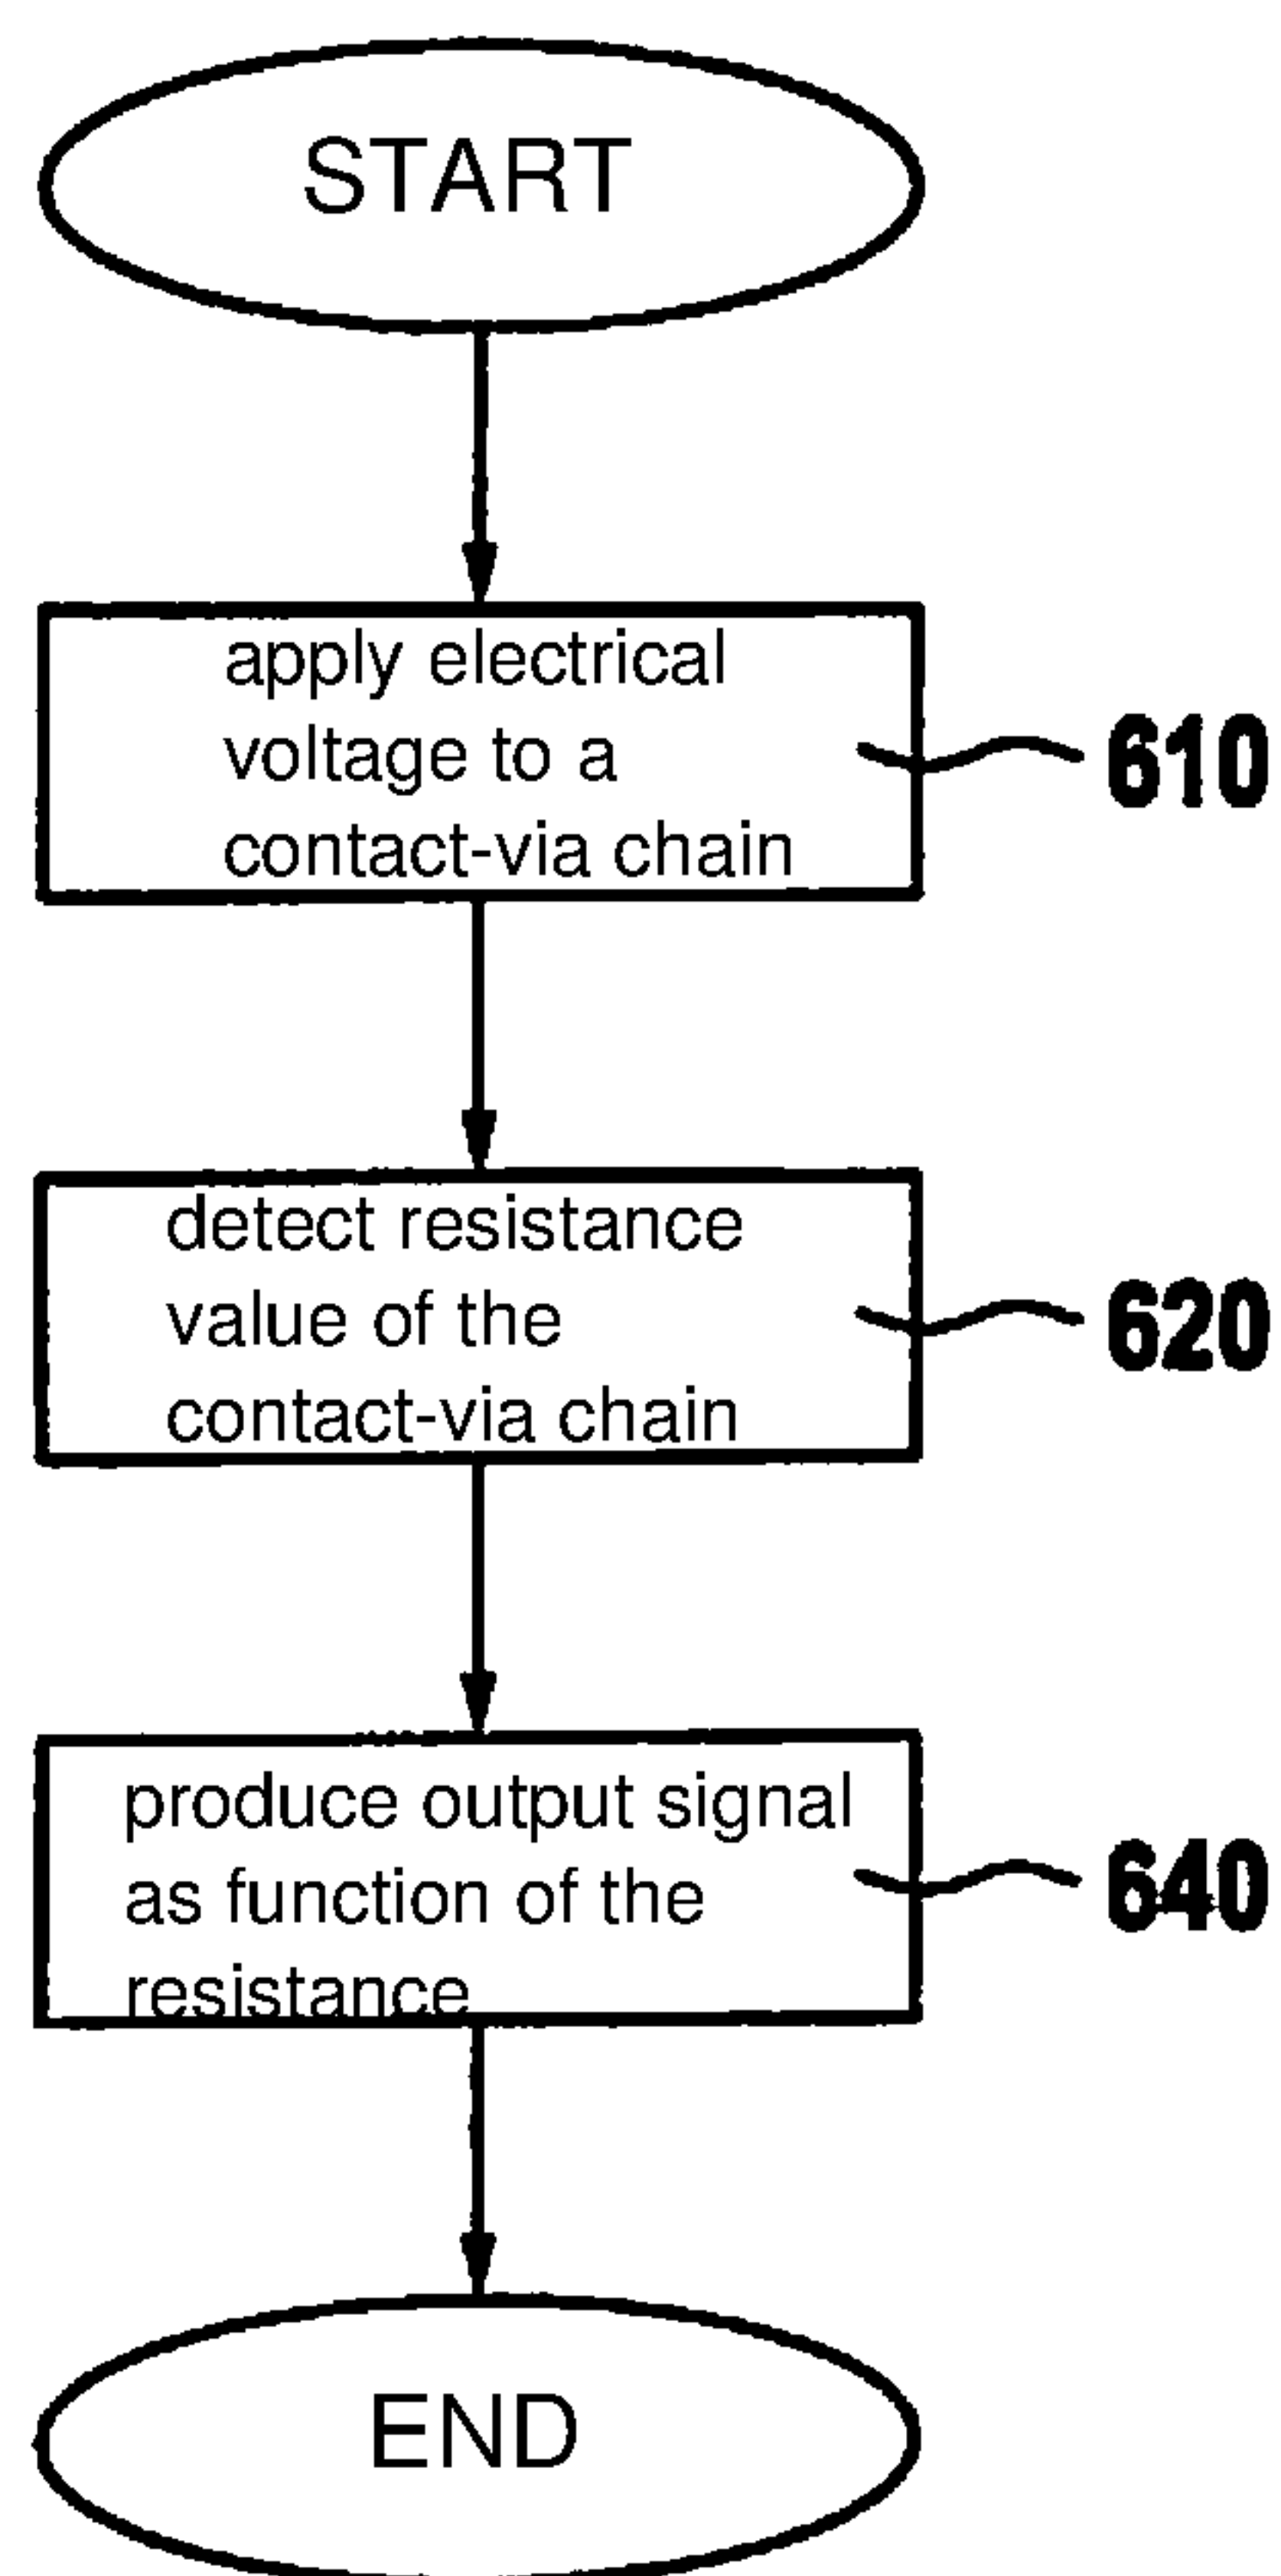 START
apply electrical
voltage to a
contact-via chain
610
detect resistance
value of the
contact-via chain
620
produce output signal
as function of the
resistance
640
END